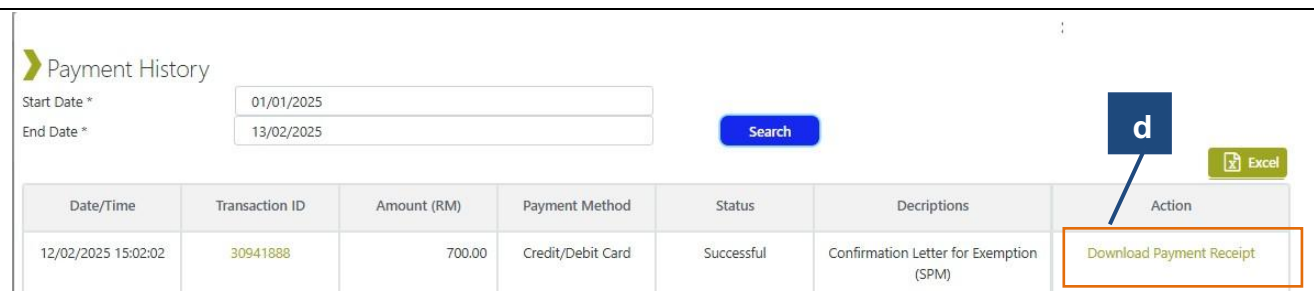 Payment History
Start Date * 01/01/2025
End Date * 13/02/2025
Search
d
Excel
Date/Time Transaction ID Amount (RM) Payment Method Status Decriptions Action
12/02/2025 15:02:02 30941888 700.00 Credit/Debit Card Successful Confirmation Letter for Exemption Download Payment Receipt
(SPM)